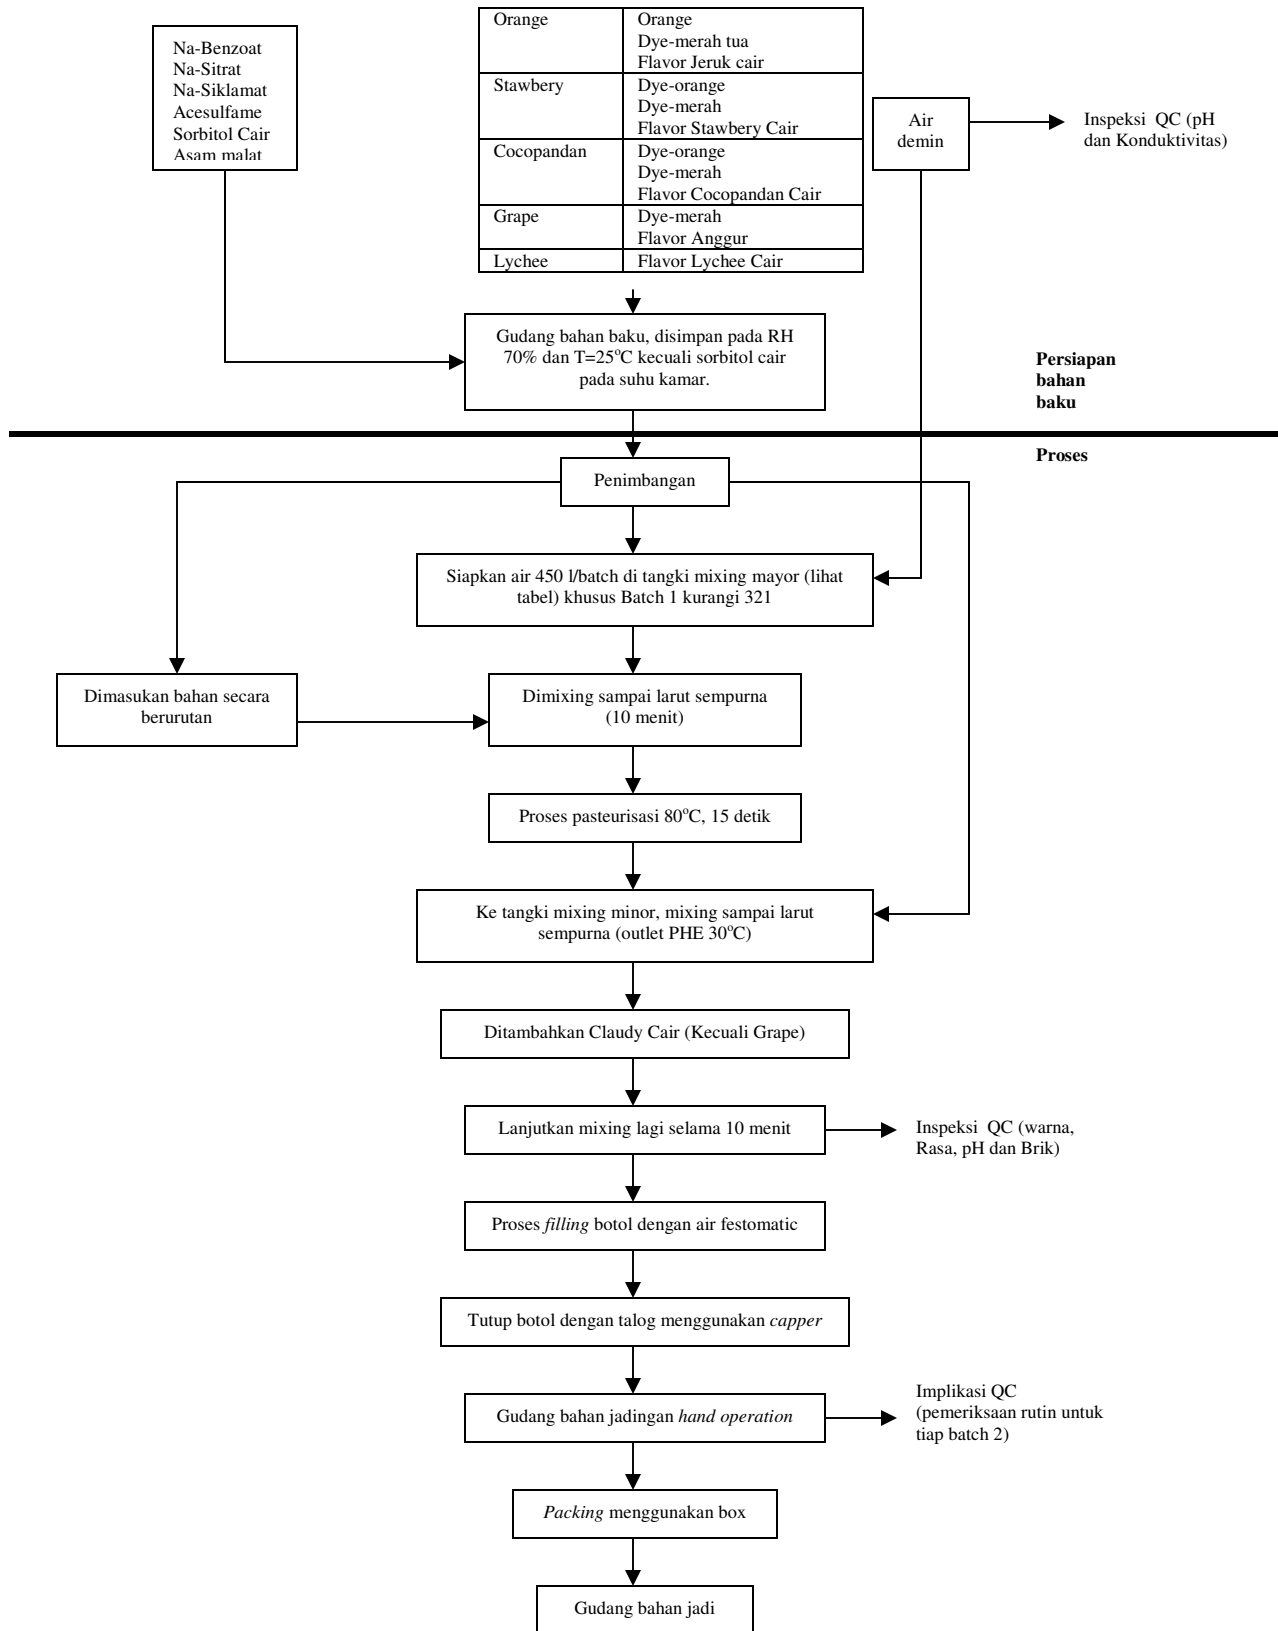 Na-Benzoat
Na-Sitrat
Na-Siklamat
Acesulfame
Sorbitol Cair
Asam malat
Orange
Orange
Dye-merah tua
Flavor Jeruk cair
Stawbery
Dye-orange
Dye-merah
Flavor Stawbery Cair
Cocopandan
Dye-orange
Dye-merah
Flavor Cocopandan Cair
Grape
Dye-merah
Flavor Anggur
Lychee
Flavor Lychee Cair
Air
demin
Inspeksi QC (pH
dan Konduktivitas)
Gudang bahan baku, disimpan pada RH
70% dan T=25°C kecuali sorbitol cair
pada suhu kamar.
Persiapan
bahan
baku
Proses
Penimbangan
Siapkan air 450 l/batch di tangki mixing mayor (lihat
tabel) khusus Batch 1 kurangi 321
Dimasukan bahan secara
berurutan
Dimixing sampai larut sempurna
(10 menit)
Proses pasteurisasi 80°C, 15 detik
Ke tangki mixing minor, mixing sampai larut
sempurna (outlet PHE 30°C)
Ditambahkan Claudy Cair (Kecuali Grape)
Lanjutkan mixing lagi selama 10 menit
Inspeksi QC (warna,
Rasa, pH dan Brik)
Proses filling botol dengan air festomatic
Tutup botol dengan talog menggunakan capper
Gudang bahan jadingan hand operation
Implikasi QC
(pemeriksaan rutin untuk
tiap batch 2)
Packing menggunakan box
Gudang bahan jadi